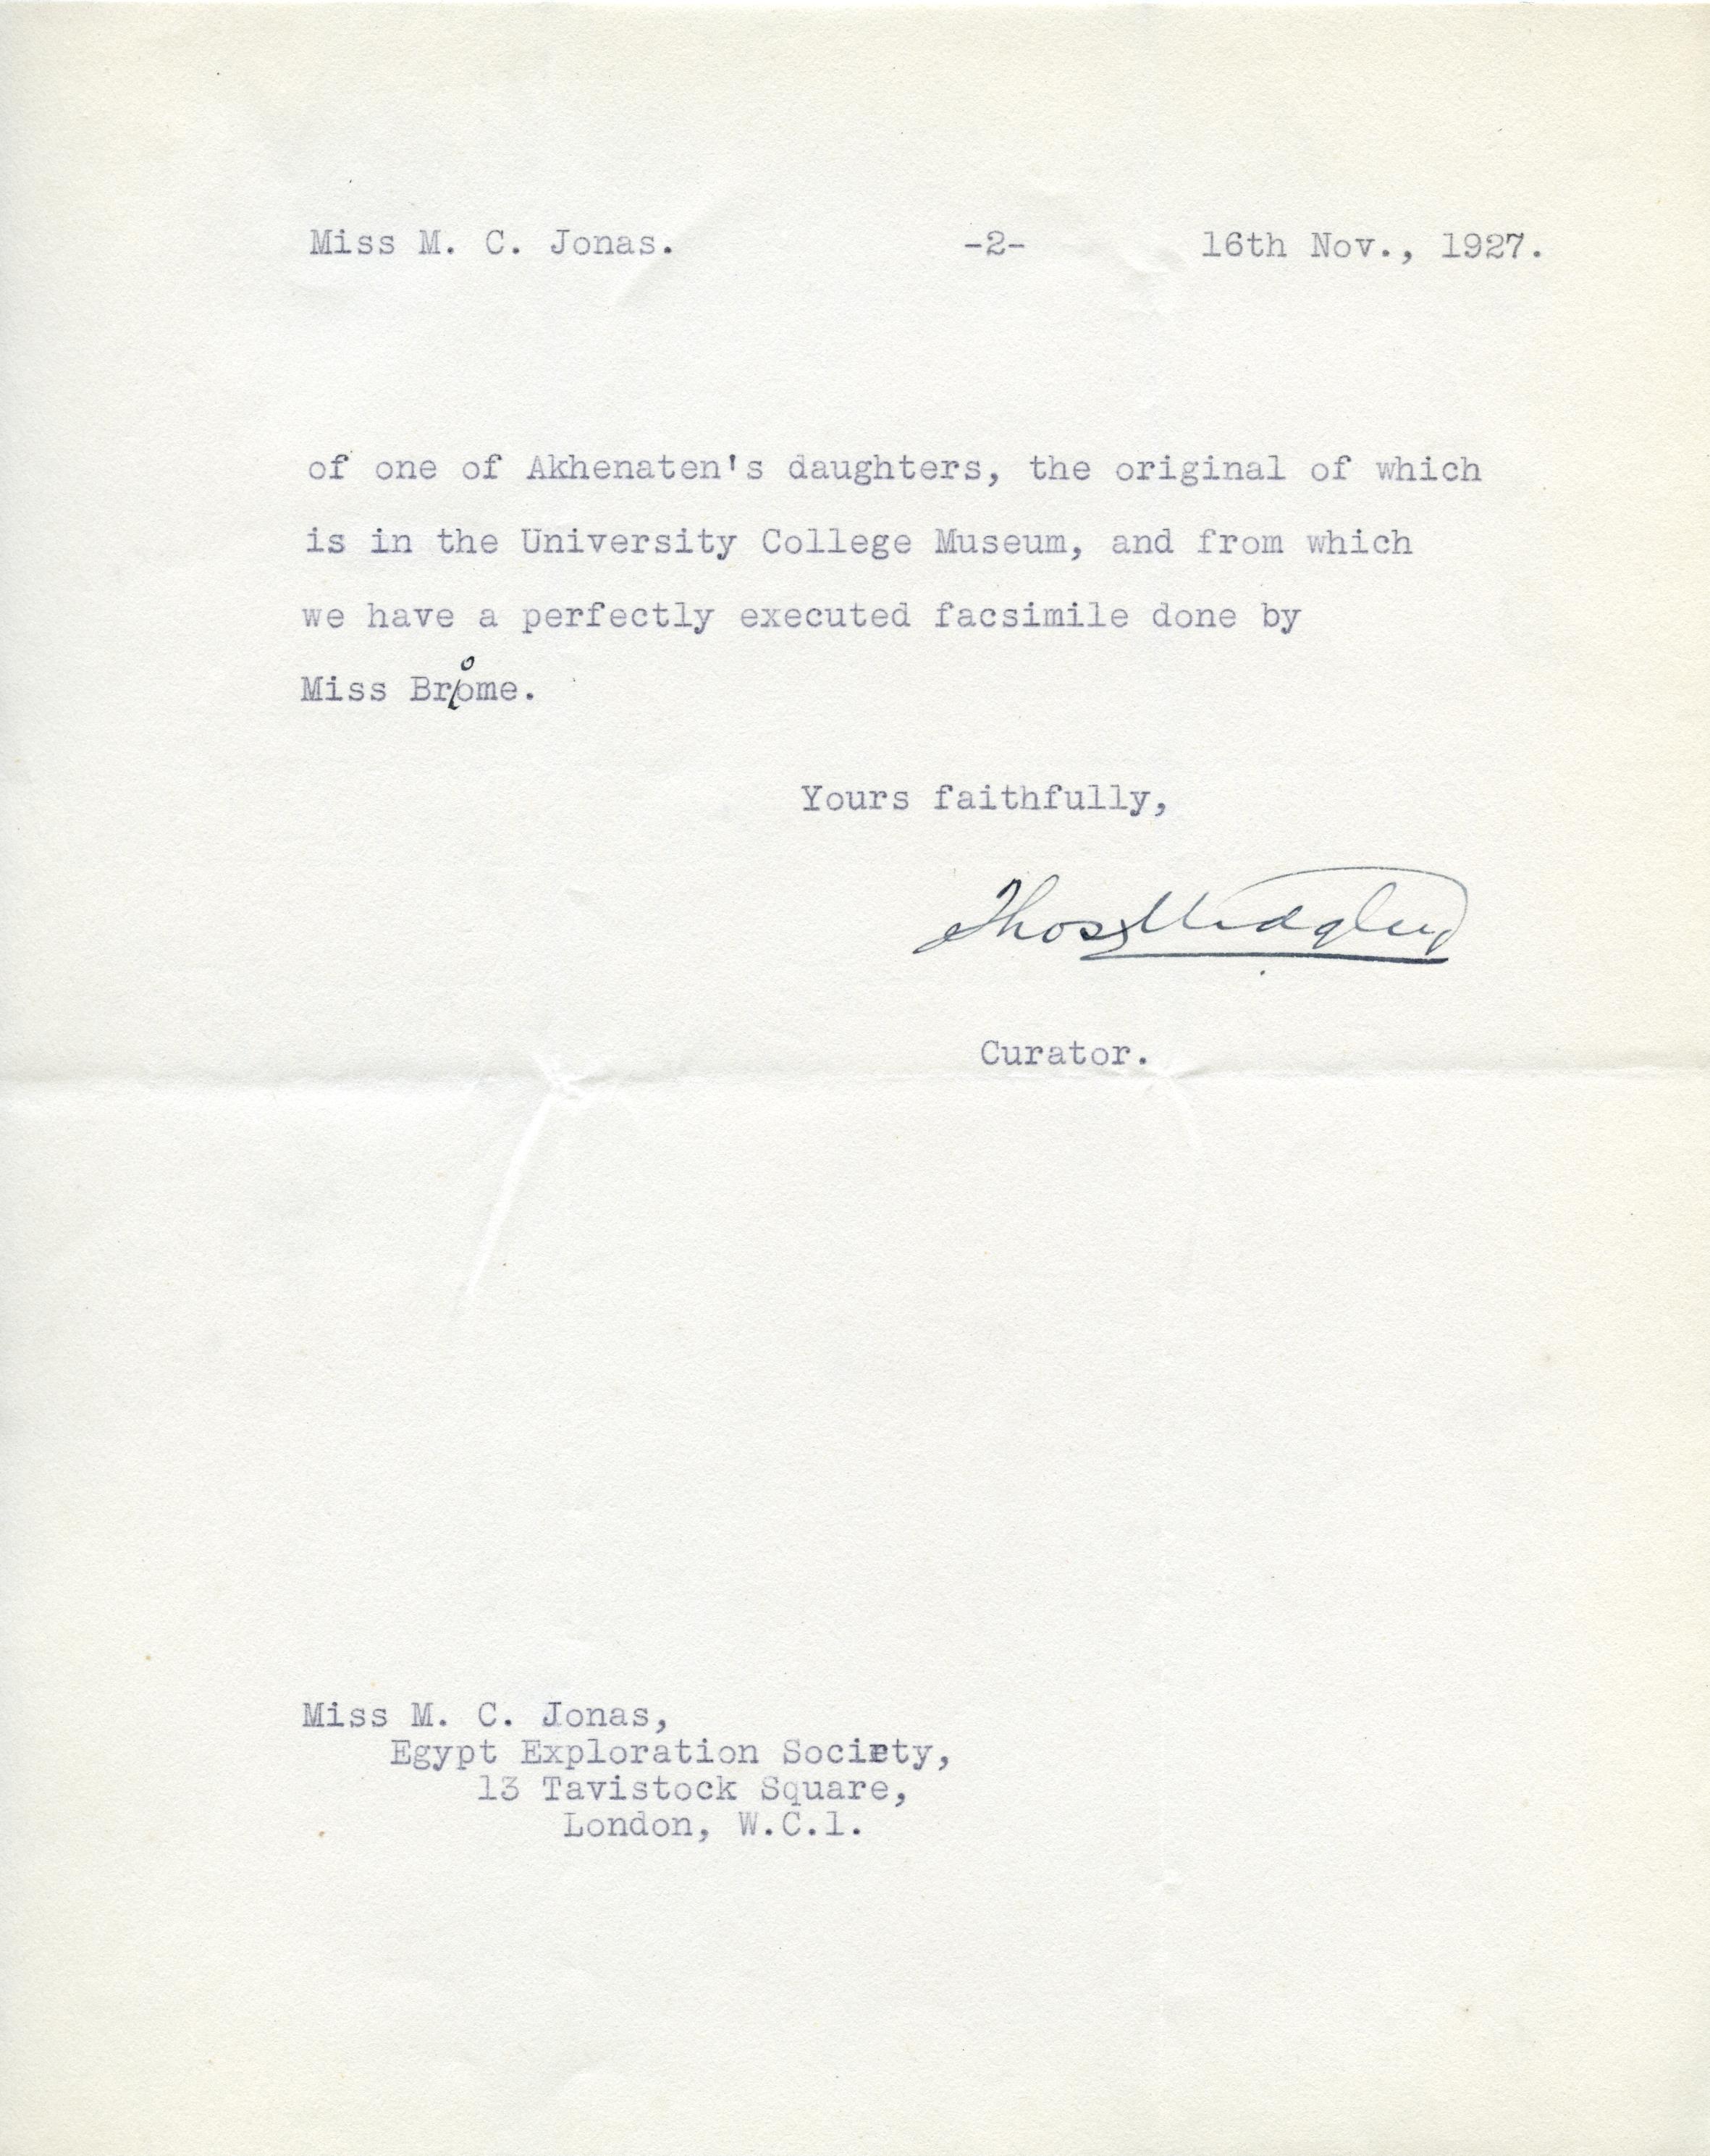 Miss M. C. Jonas. -2- 16th Nov., 1927.
of one of Akhenaten's daughters, the original of which
is in the University College Museum, and from which
we have a perfectly executed facsimile done by
Miss Broome.
Yours faithfully,
Thos Midgley
Curator.
Miss M. C. Jonas,
Egypt Exploration Society,
13 Tavistock Square,
London, W.C.1.